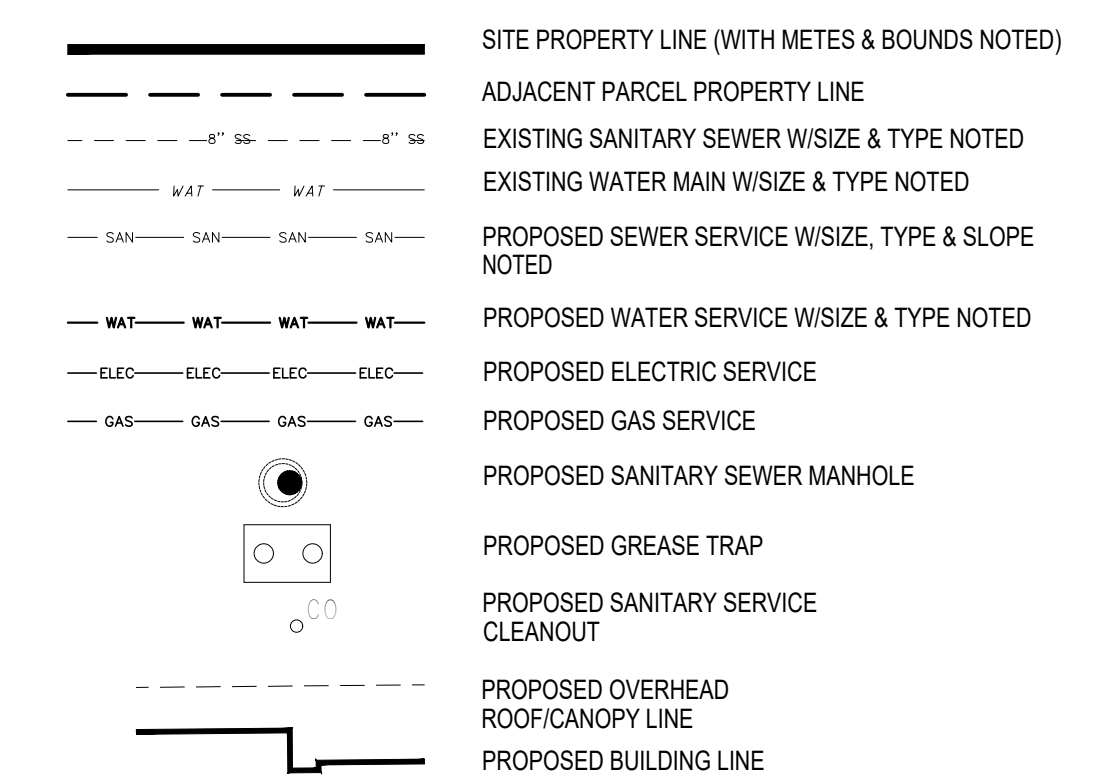 SITE PROPERTY LINE (WITH METES & BOUNDS NOTED)
ADJACENT PARCEL PROPERTY LINE
8'' SS 8'' SS
EXISTING SANITARY SEWER W/SIZE & TYPE NOTED
WAT WAT
EXISTING WATER MAIN W/SIZE & TYPE NOTED
SAN SAN SAN SAN
PROPOSED SEWER SERVICE W/SIZE, TYPE & SLOPE
NOTED
WAT WAT WAT WAT
PROPOSED WATER SERVICE W/SIZE & TYPE NOTED
ELEC ELEC ELEC ELEC
PROPOSED ELECTRIC SERVICE
GAS GAS GAS GAS
PROPOSED GAS SERVICE
PROPOSED SANITARY SEWER MANHOLE
PROPOSED GREASE TRAP
CO
PROPOSED SANITARY SERVICE
CLEANOUT
PROPOSED OVERHEAD
ROOF/CANOPY LINE
PROPOSED BUILDING LINE